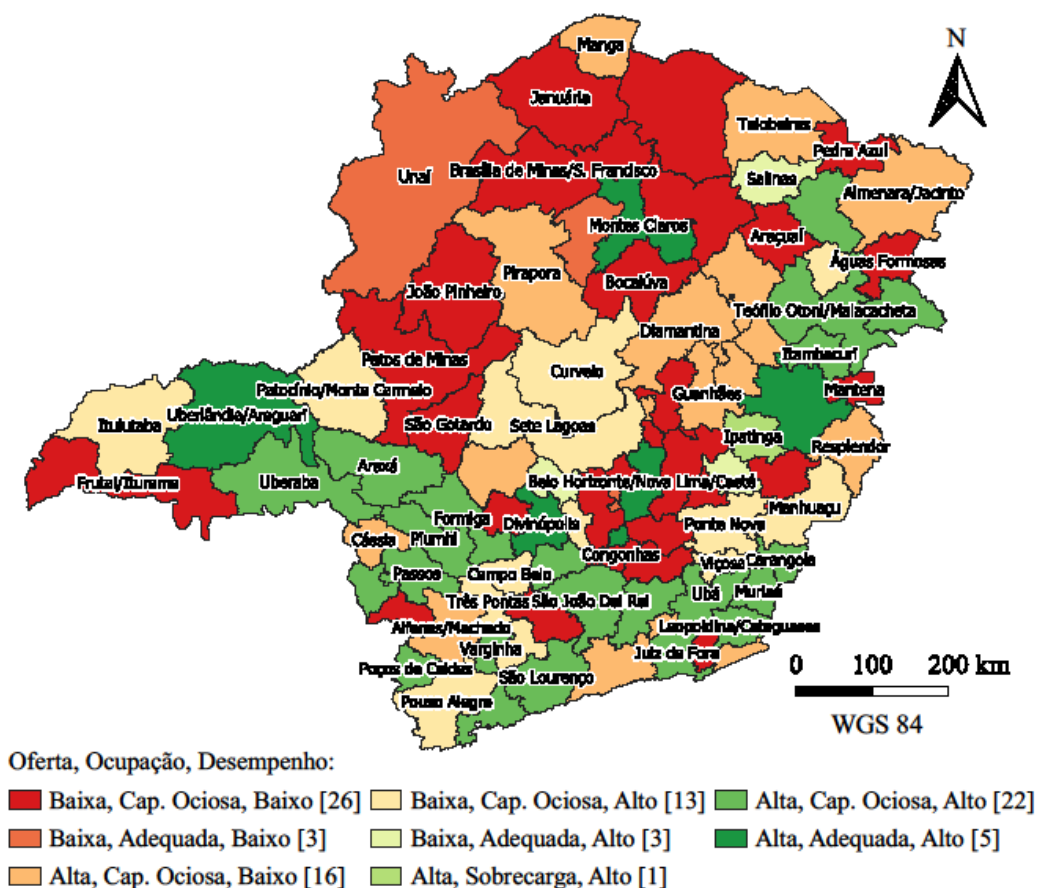 Manga
N
Januária
Taiobeiras
Pedra Azul
Brasília de Minas/S. Francisco
Salinas
Unaí
Almenara/Jacinto
Montes Claros
Araçuaí
Águas Formosas
Pirapora
Bocaiúva
João Pinheiro
Teófilo Otoni/Malacacheta
Diamantina
Itambacuri
Patos de Minas
Curvelo
Patocínio/Monte Carmelo
Guanhães
Mantena
Ituiutaba
Uberlândia/Araguari
São Gotardo
Sete Lagoas
Ipatinga
Resplendor
Araxá
Frutal/Iturama
Uberaba
Belo Horizonte/Nova Lima/Caeté
Manhuaçu
Formiga
Divinópolis
Ponte Nova
Cássia
Piumhi
Congonhas
Viçosa
Carangola
Passos
Campo Belo
Ubá
Muriaé
Três Pontas
São João Del Rei
Alfenas/Machado
Leopoldina/Cataguases
Varginha
Juiz de Fora
Poços de Caldas
São Lourenço
Pouso Alegre
0 100 200 km
WGS 84
Oferta, Ocupação, Desempenho:
Baixa, Cap. Ociosa, Baixo [26] Baixa, Cap. Ociosa, Alto [13] Alta, Cap. Ociosa, Alto [22]
Baixa, Adequada, Baixo [3] Baixa, Adequada, Alto [3] Alta, Adequada, Alto [5]
Alta, Cap. Ociosa, Baixo [16] Alta, Sobrecarga, Alto [1]